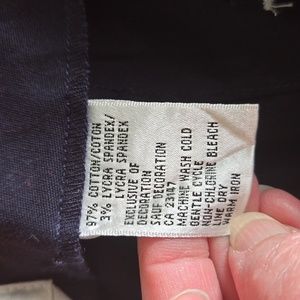 97% COTTON/COTON
3% LYCRA SPANDEX/
LYCRA SPANDEX
EXCLUSIVE OF
DECORATION
SAUF DECORATION
CA 23147
MACHINE WASH COLD
GENTLE CYCLE
NON-CHLORINE BLEACH
LINE DRY
WARM IRON